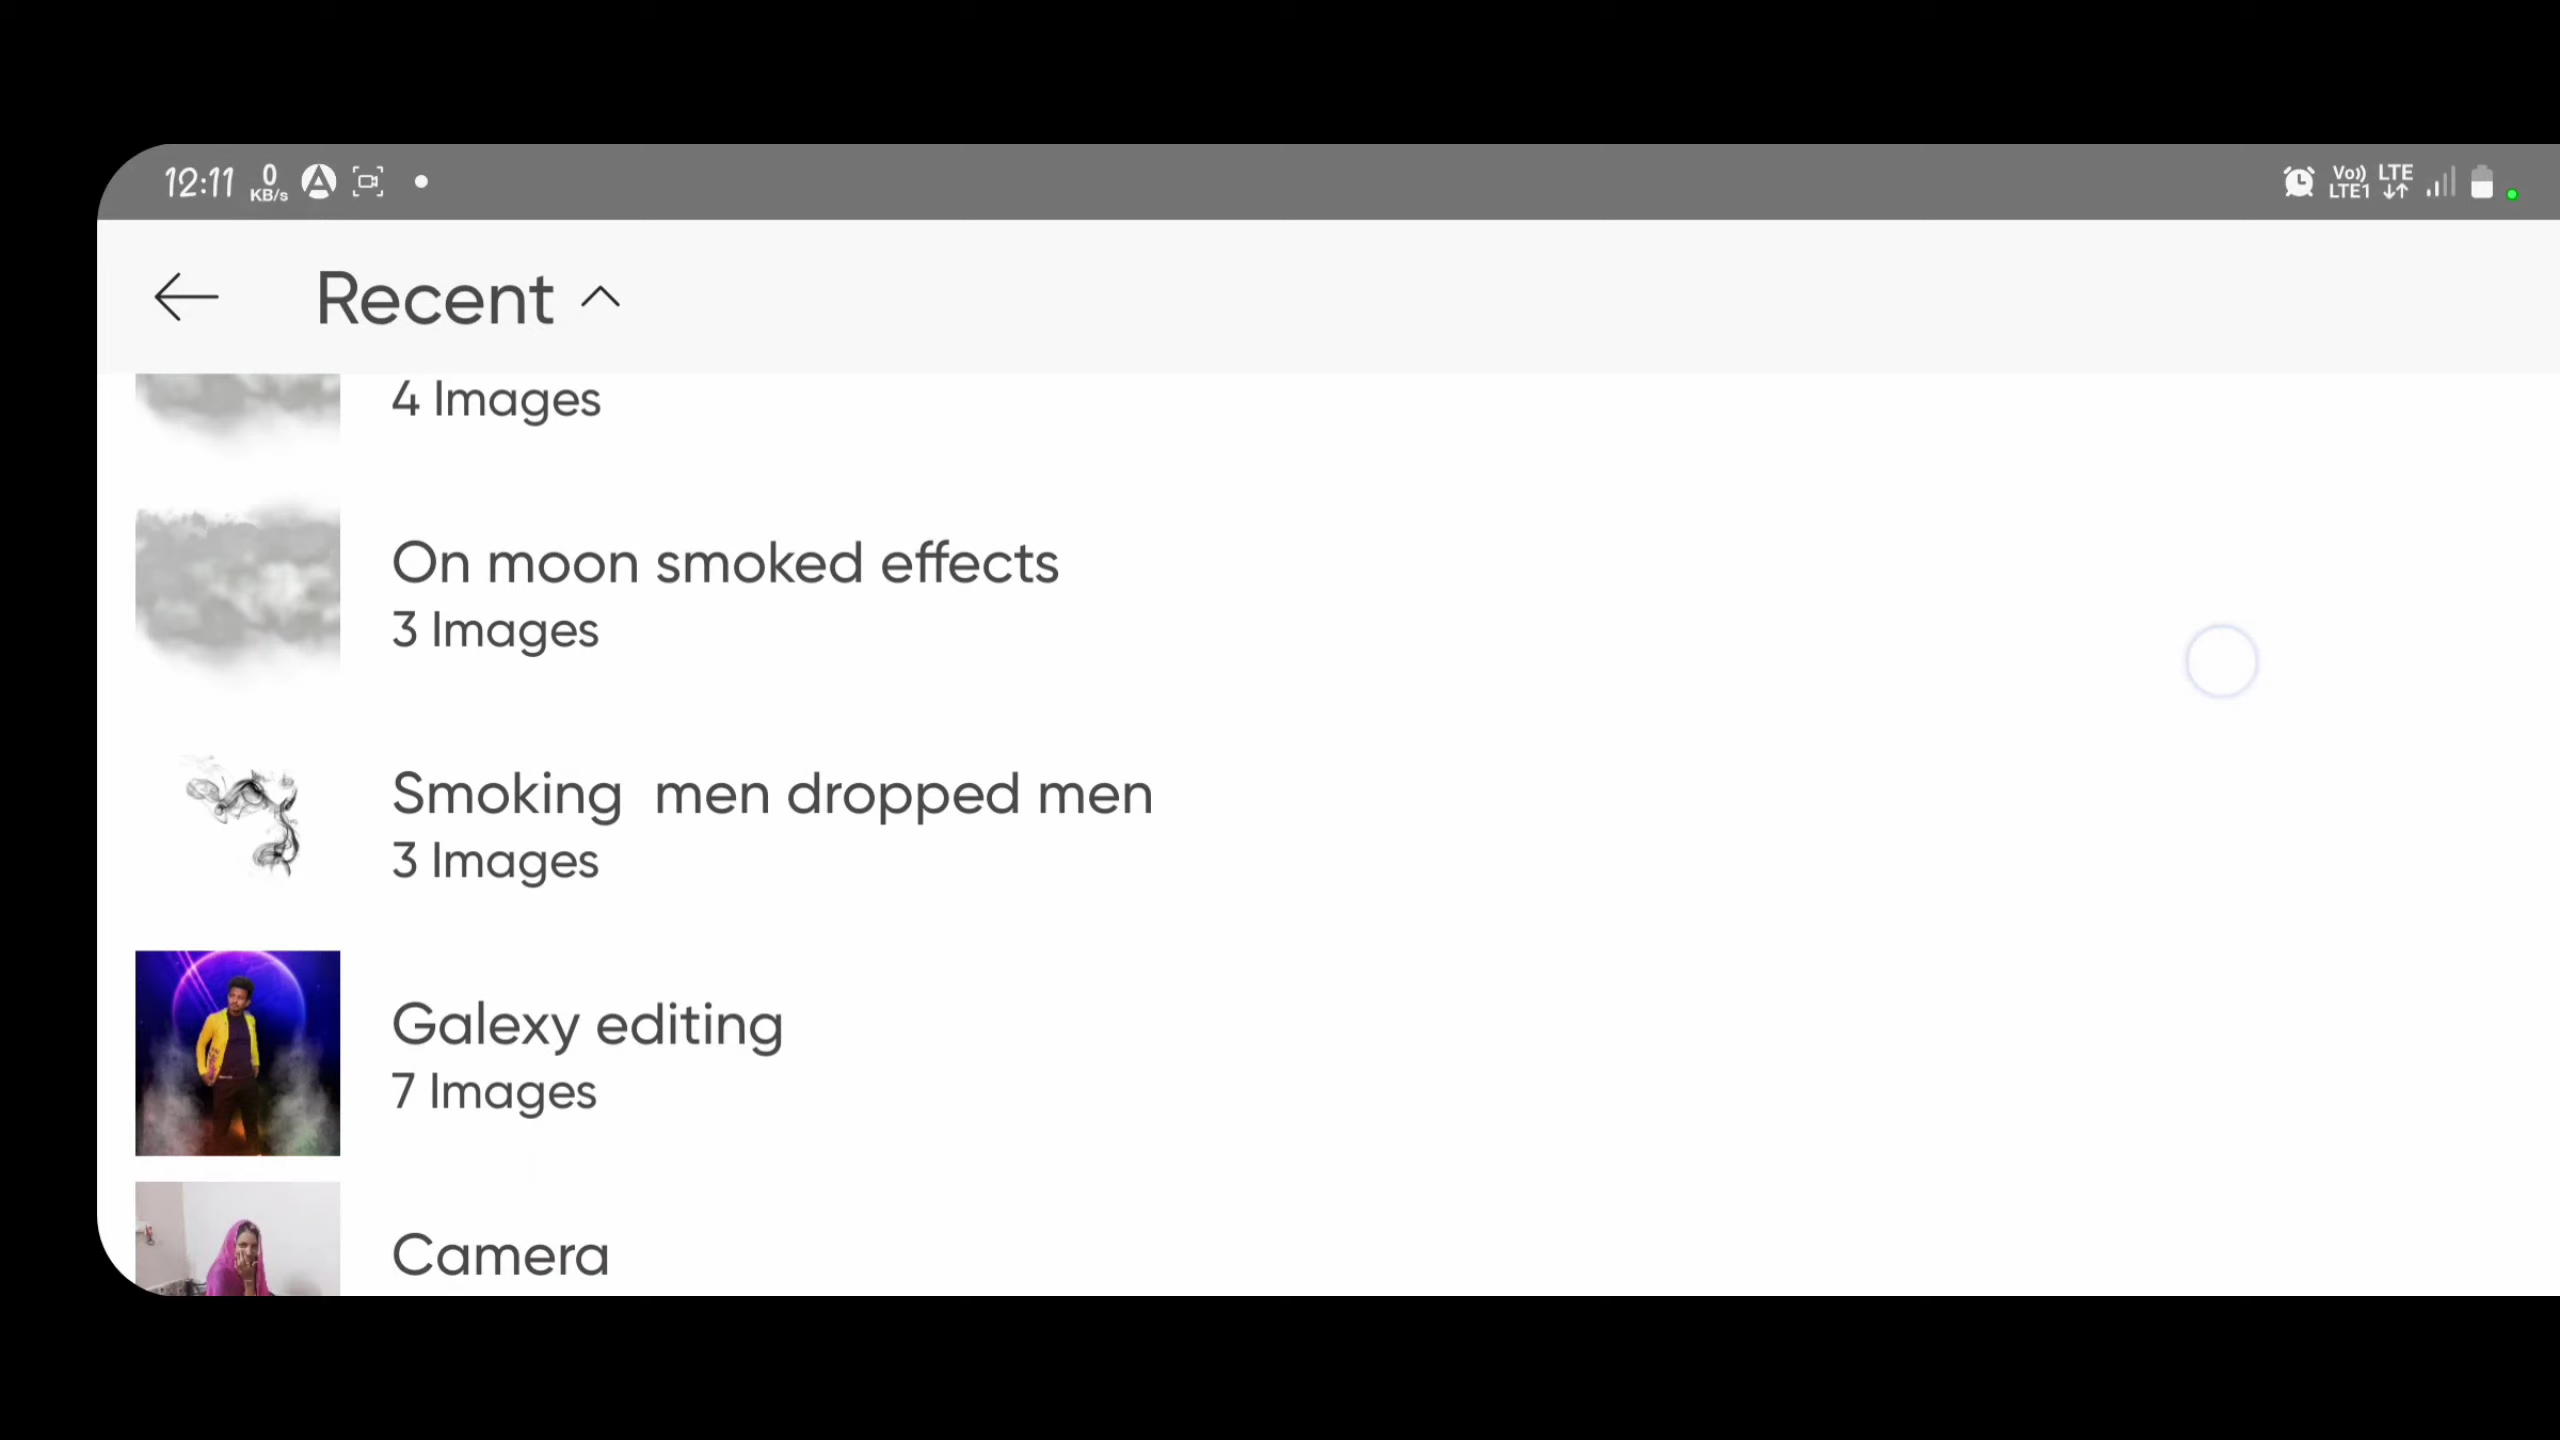 12:11 0 KB/s Vo)) LTE1 LTE
Recent
4 Images
On moon smoked effects
3 Images
Smoking  men dropped men
3 Images
Galexy editing
7 Images
Camera